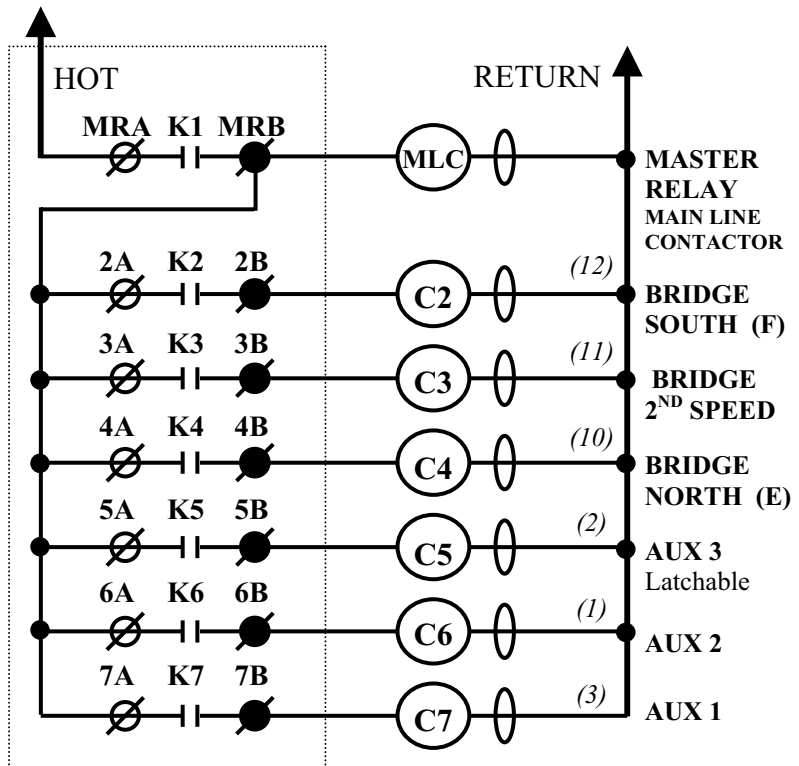 HOT
RETURN
MRA K1 MRB
MLC
MASTER
RELAY
MAIN LINE
CONTACTOR
2A K2 2B
(12)
C2
BRIDGE
SOUTH (F)
3A K3 3B
(11)
C3
BRIDGE
2ND SPEED
4A K4 4B
(10)
C4
BRIDGE
NORTH (E)
5A K5 5B
(2)
C5
AUX 3
Latchable
6A K6 6B
(1)
C6
AUX 2
7A K7 7B
(3)
C7
AUX 1